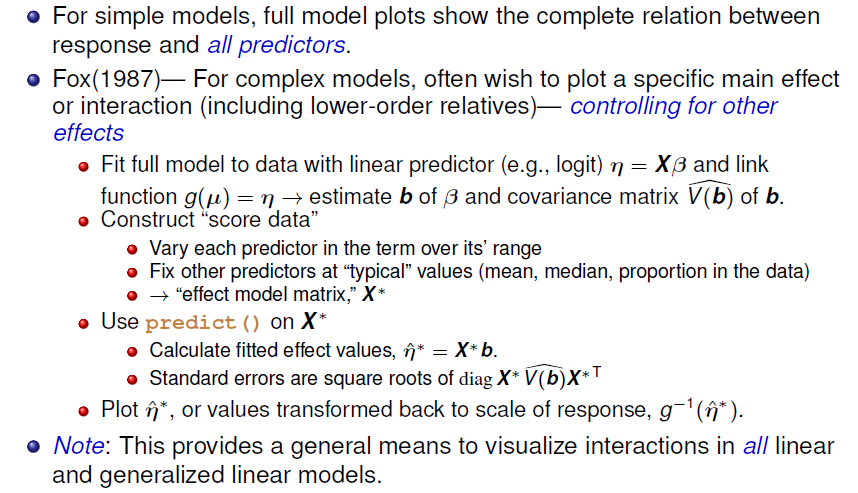 For simple models, full model plots show the complete relation between
response and all predictors.
Fox(1987)— For complex models, often wish to plot a specific main effect
or interaction (including lower-order relatives)— controlling for other
effects
Fit full model to data with linear predictor (e.g., logit) η = Xβ and link
function g(μ) = η → estimate b of β and covariance matrix V̂(b) of b.
Construct “score data”
Vary each predictor in the term over its’ range
Fix other predictors at “typical” values (mean, median, proportion in the data)
→ “effect model matrix,” X*
Use predict() on X*
Calculate fitted effect values, η̂* = X*b.
Standard errors are square roots of diag X* V̂(b)X*ᵀ
Plot η̂*, or values transformed back to scale of response, g⁻¹(η̂*).
Note: This provides a general means to visualize interactions in all linear
and generalized linear models.